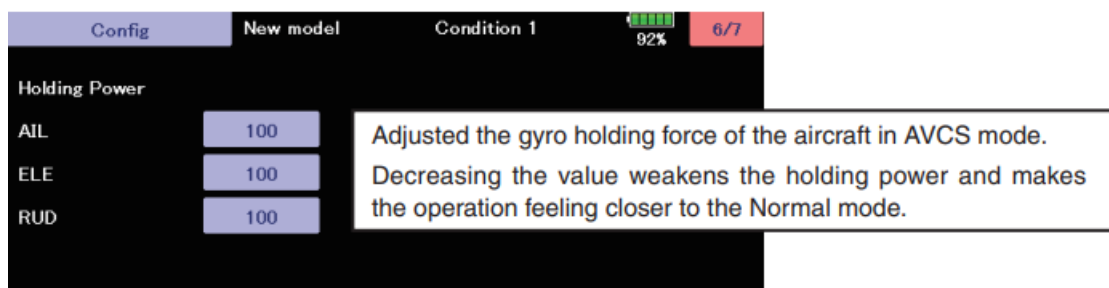 Config New model Condition 1 92% 6/7
Holding Power
AIL 100
ELE 100
RUD 100
Adjusted the gyro holding force of the aircraft in AVCS mode.
Decreasing the value weakens the holding power and makes
the operation feeling closer to the Normal mode.